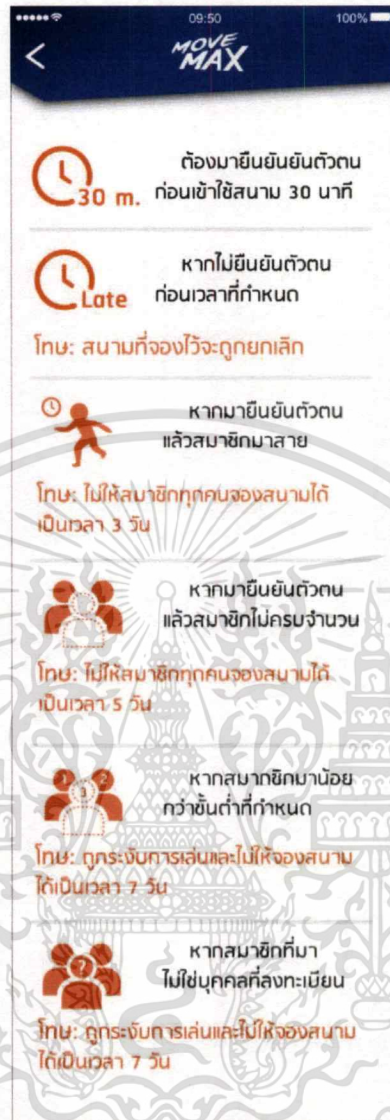 09:50
100%
MOVE
MAX
30 m.
ต้องมายืนยันยันตัวตน
ก่อนเข้าใช้สนาม 30 นาที
Late
หากไม่ยืนยันตัวตน
ก่อนเวลาที่กำหนด
โทษ: สนามที่จองไว้จะถูกยกเลิก
หากมายืนยันตัวตน
แล้วสมาชิกมาสาย
โทษ: ไม่ให้สมาชิกทุกคนจองสนามได้
เป็นเวลา 3 วัน
หากมายืนยันตัวตน
แล้วสมาชิกไม่ครบจำนวน
โทษ: ไม่ให้สมาชิกทุกคนจองสนามได้
เป็นเวลา 5 วัน
1 2
3
หากสมาถชิกมาน้อย
กว่าขั้นต่ำที่กำหนด
โทษ: ถูกระงับการเล่นและไม่ให้จองสนาม
ได้เป็นเวลา 7 วัน
?
หากสมาชิกที่มา
ไม่ใช่บุคคลที่ลงทะเบียน
โทษ: ถูกระงับการเล่นและไม่ให้จองสนาม
ได้เป็นเวลา 7 วัน